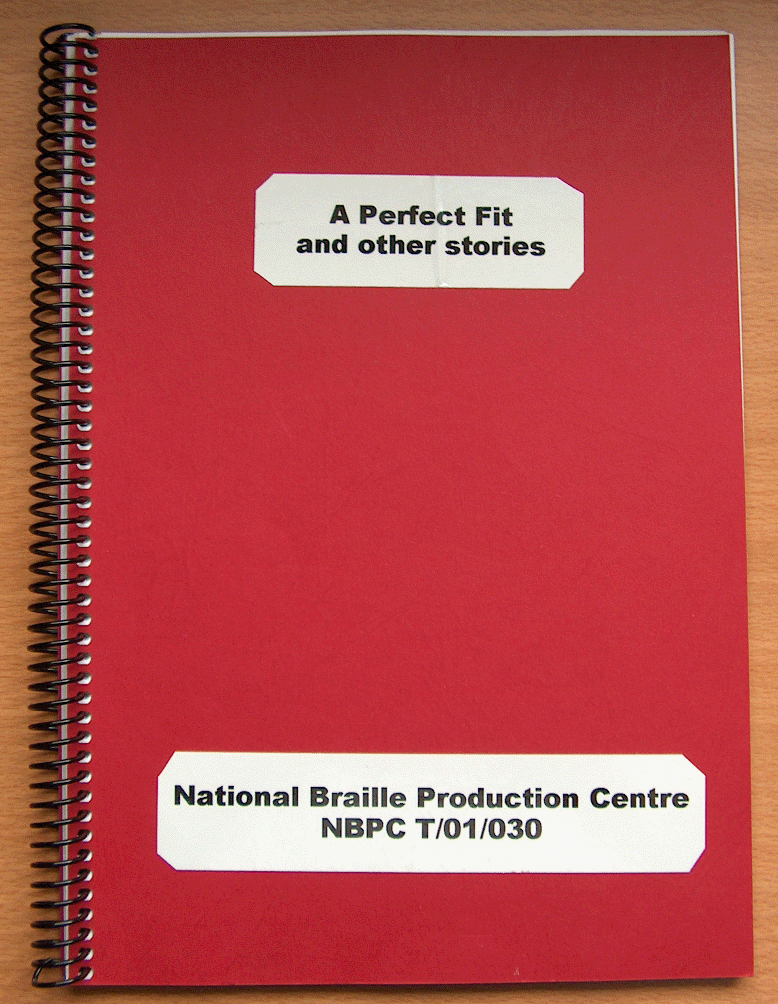 A Perfect Fit
and other stories
National Braille Production Centre
NBPC T/01/030